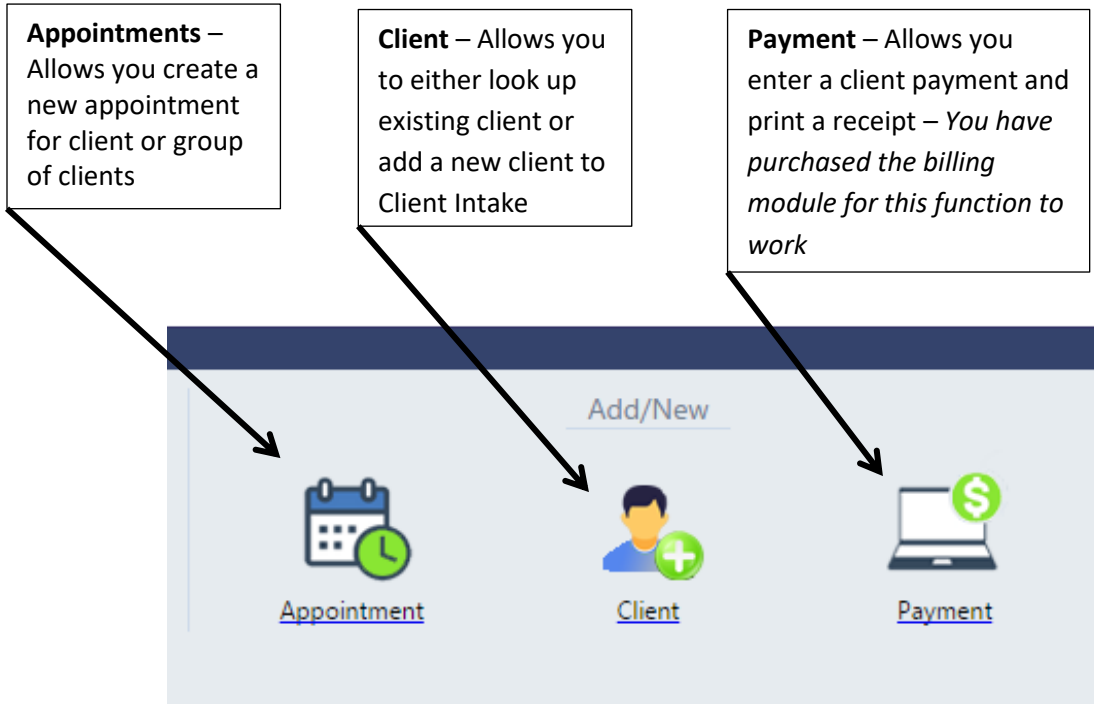 Appointments –
Allows you create a
new appointment
for client or group
of clients
Client – Allows you
to either look up
existing client or
add a new client to
Client Intake
Payment – Allows you
enter a client payment and
print a receipt – You have
purchased the billing
module for this function to
work
Add/New
$
Appointment
Client
Payment